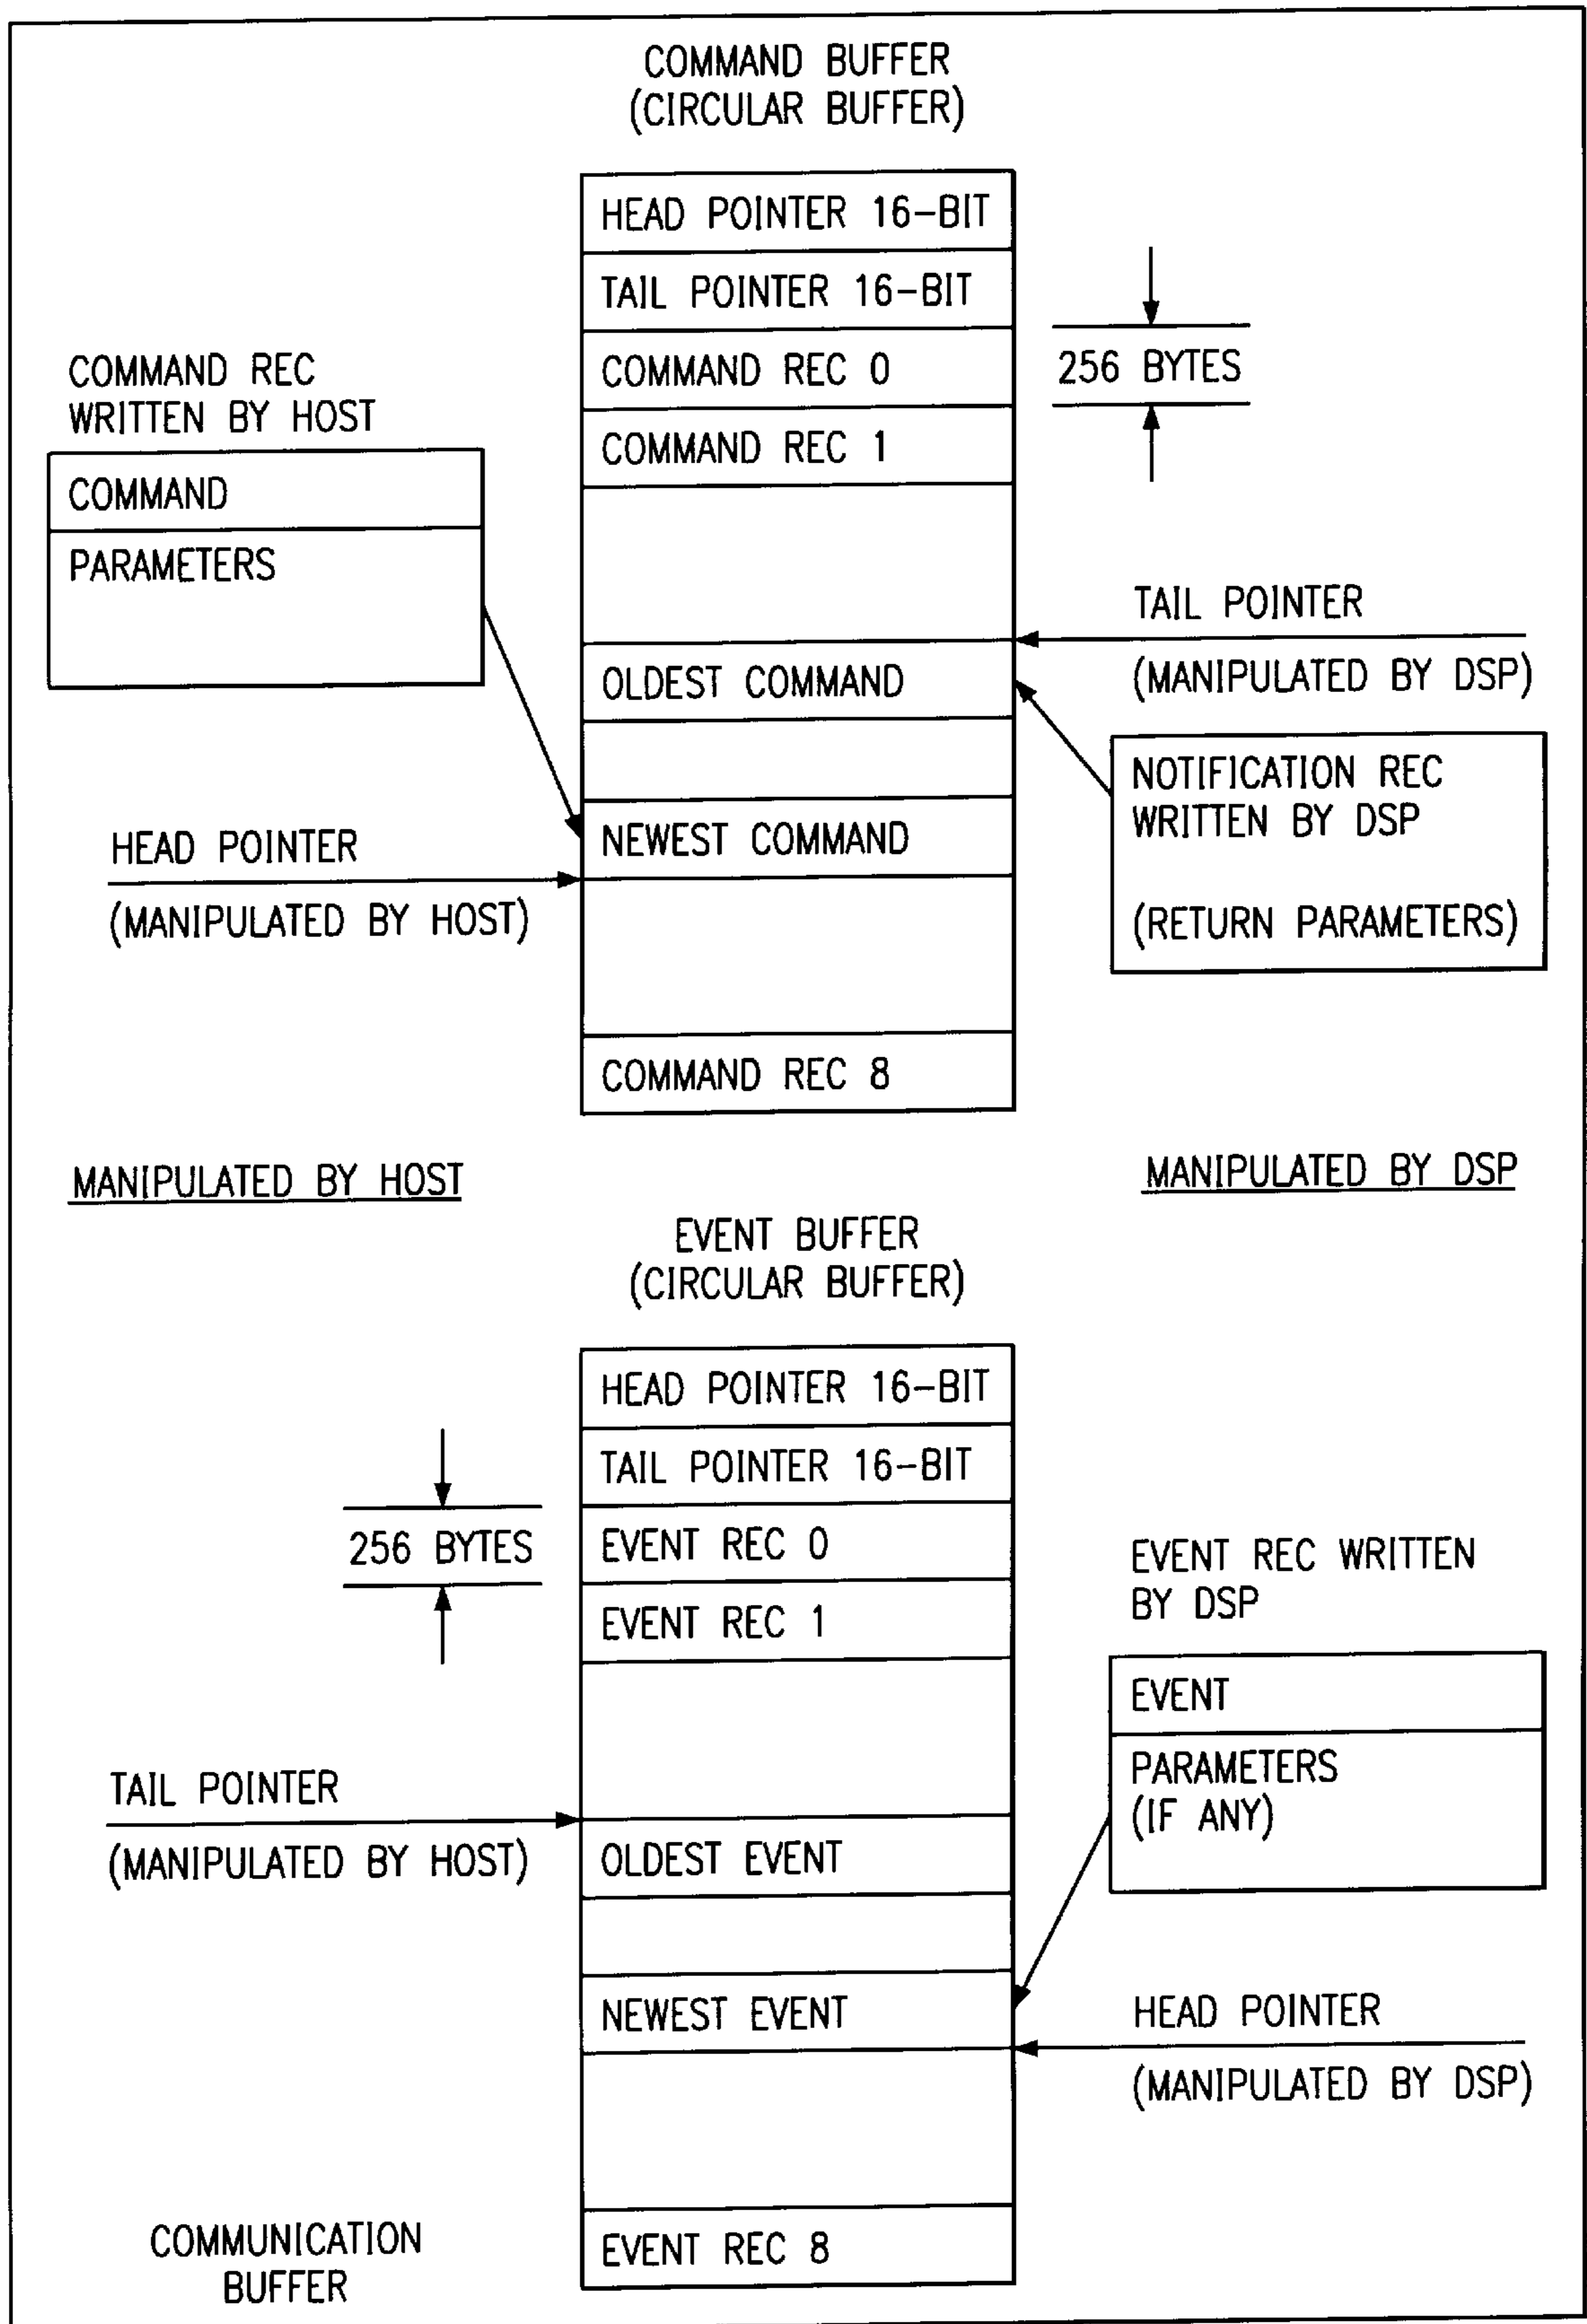 COMMAND BUFFER
(CIRCULAR BUFFER)
HEAD POINTER 16-BIT
TAIL POINTER 16-BIT
COMMAND REC 0
COMMAND REC 1
256 BYTES
COMMAND REC
WRITTEN BY HOST
COMMAND
PARAMETERS
TAIL POINTER
(MANIPULATED BY DSP)
OLDEST COMMAND
NOTIFICATION REC
WRITTEN BY DSP
(RETURN PARAMETERS)
NEWEST COMMAND
HEAD POINTER
(MANIPULATED BY HOST)
COMMAND REC 8
MANIPULATED BY HOST
MANIPULATED BY DSP
EVENT BUFFER
(CIRCULAR BUFFER)
HEAD POINTER 16-BIT
TAIL POINTER 16-BIT
256 BYTES
EVENT REC 0
EVENT REC 1
EVENT REC WRITTEN
BY DSP
EVENT
PARAMETERS
(IF ANY)
TAIL POINTER
(MANIPULATED BY HOST)
OLDEST EVENT
NEWEST EVENT
HEAD POINTER
(MANIPULATED BY DSP)
EVENT REC 8
COMMUNICATION
BUFFER